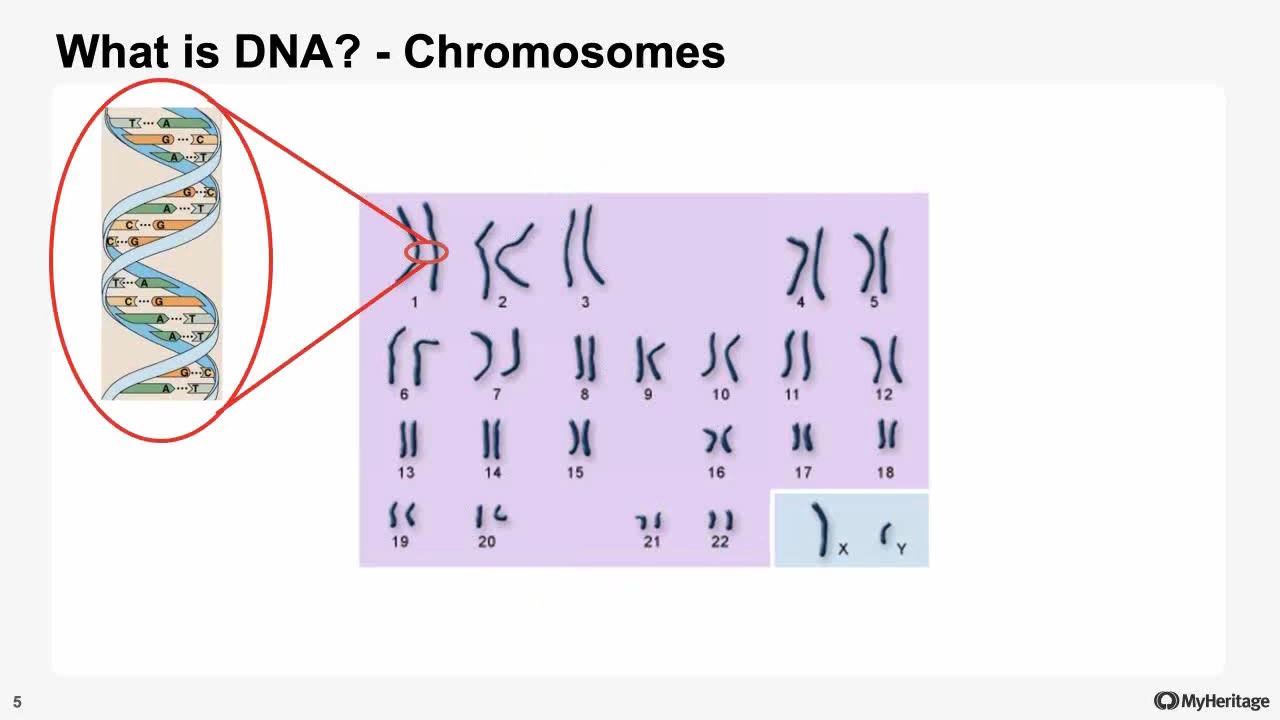 What is DNA? - Chromosomes
T A
G C
A T
G C
A T
C G
C G
T A
C G
A T
A T
G C
A T
1 2 3 4 5
6 7 8 9 10 11 12
13 14 15 16 17 18
19 20 21 22 X Y
5
MyHeritage